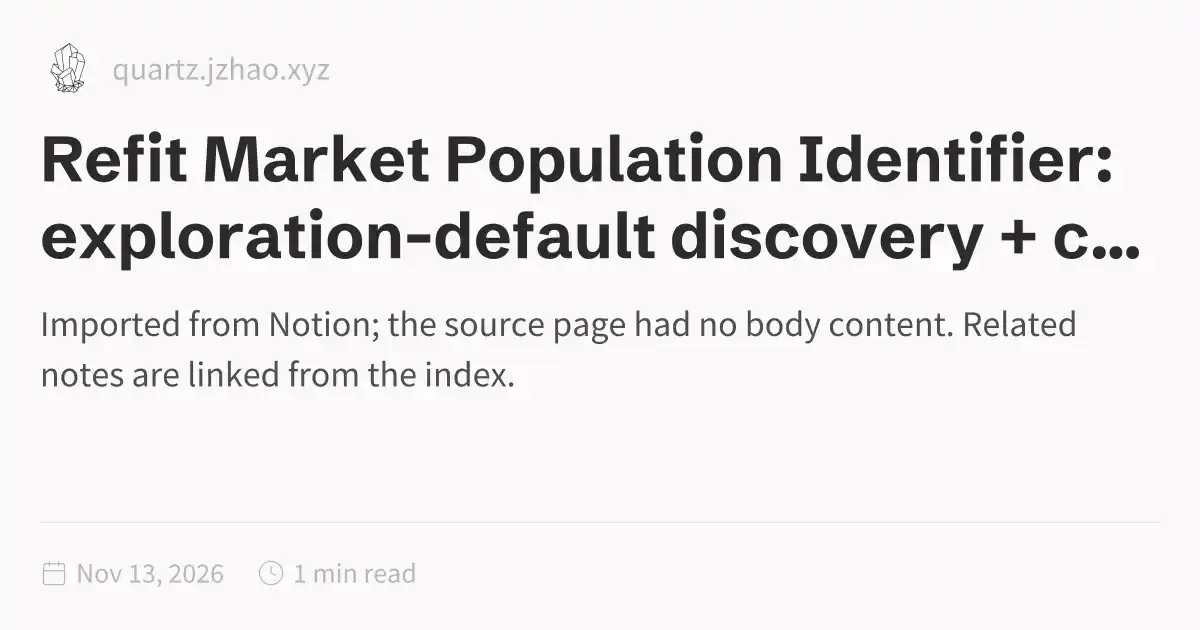 quartz.jzhao.xyz
Refit Market Population Identifier:
exploration-default discovery + c...
Imported from Notion; the source page had no body content. Related
notes are linked from the index.
Nov 13, 2026 1 min read